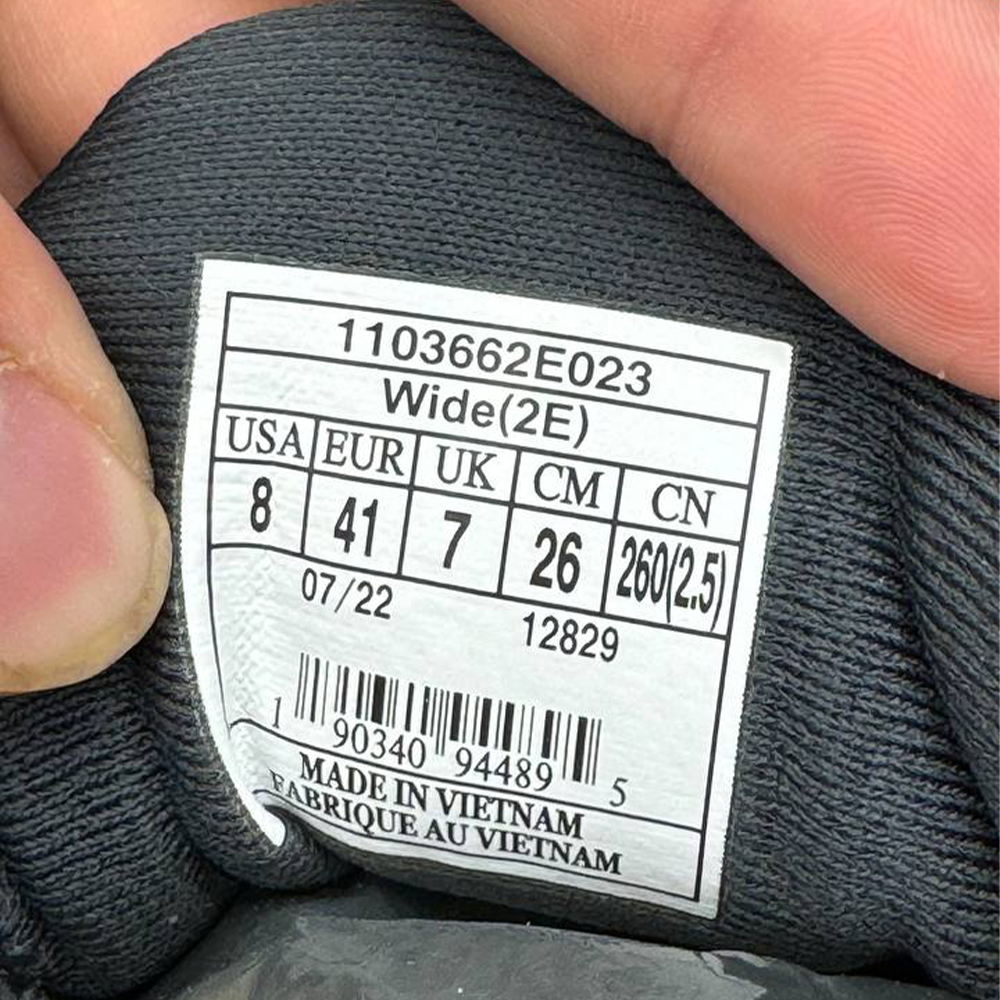 1103662E023
Wide(2E)
USA EUR UK CM CN
8 41 7 26 260(2.5)
07/22 12829
1 90340 94489 5
MADE IN VIETNAM
FABRIQUE AU VIETNAM